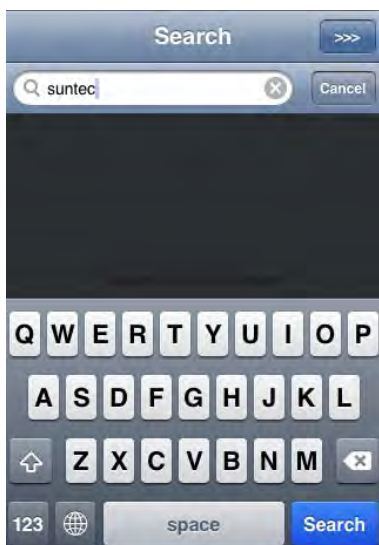 Search >>>
suntec Cancel
Q W E R T Y U I O P
A S D F G H J K L
Z X C V B N M
123 space Search